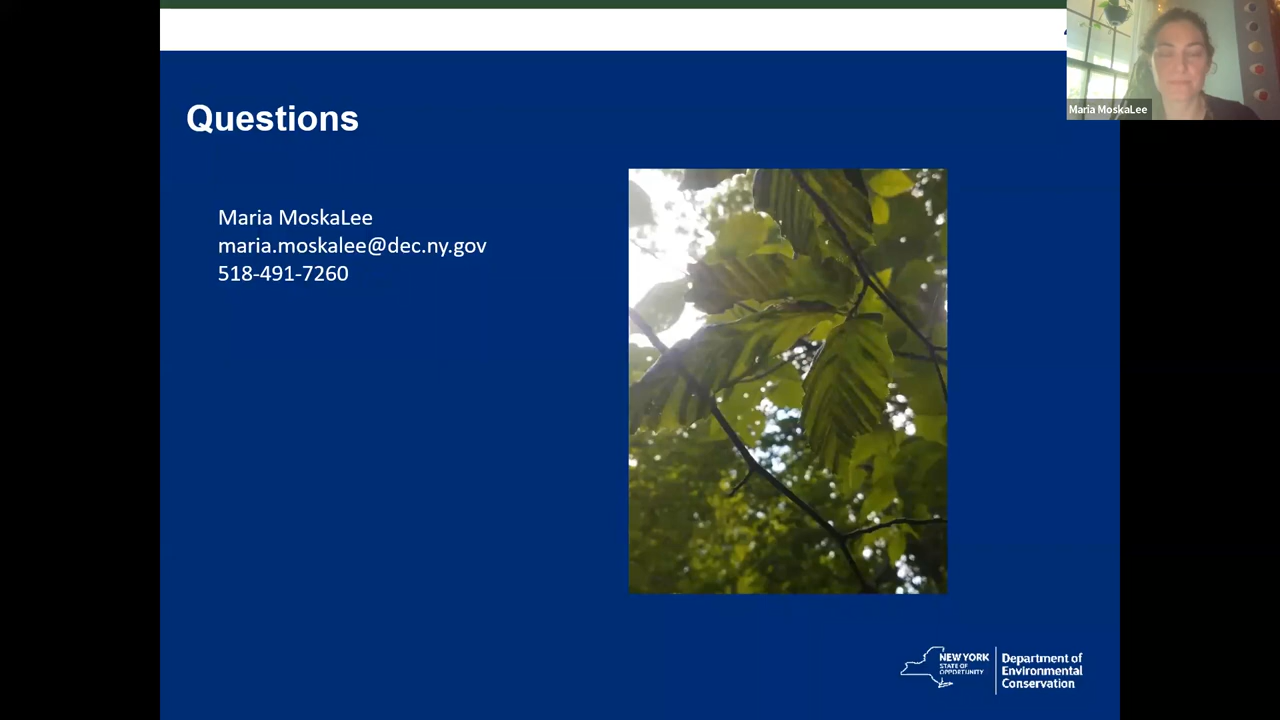 Questions
Maria MoskaLee
maria.moskalee@dec.ny.gov
518-491-7260
Maria MoskaLee
NEW YORK
STATE OF
OPPORTUNITY
Department of
Environmental
Conservation